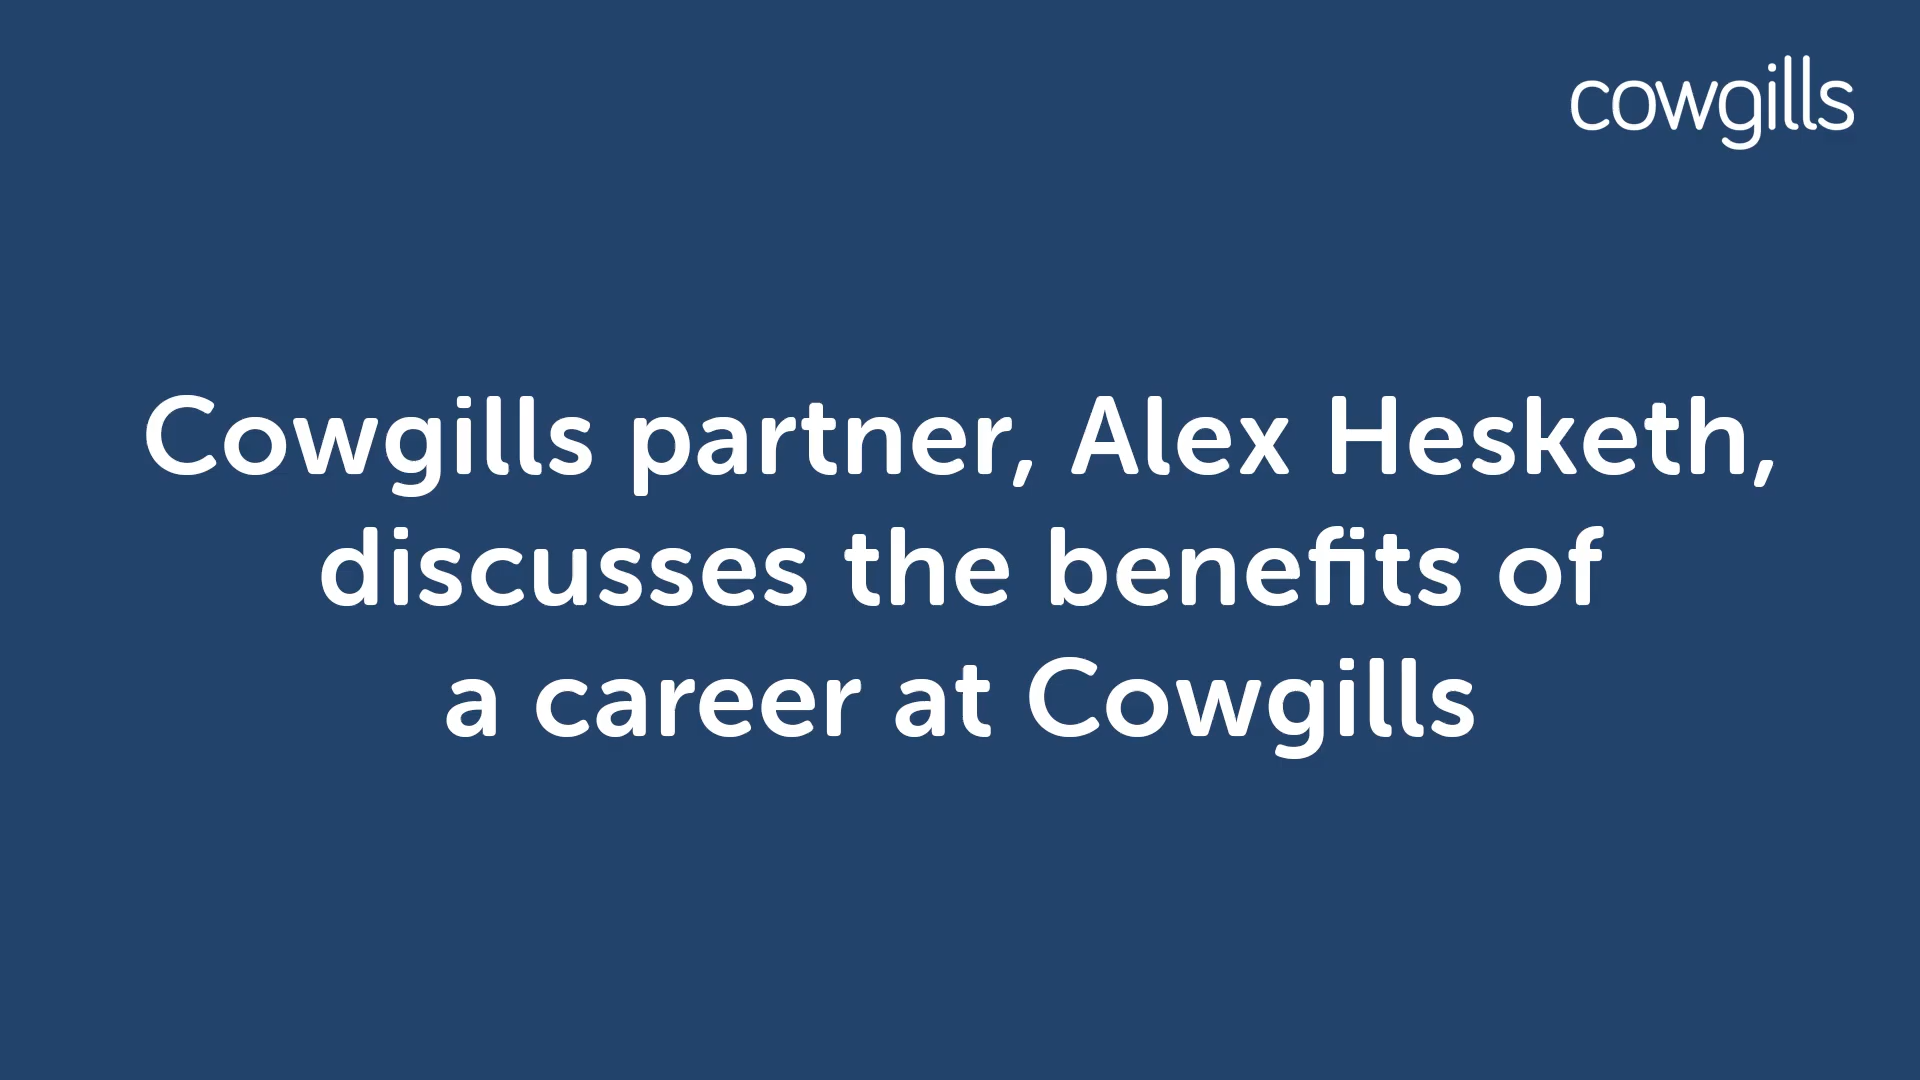 cowgills
Cowgills partner, Alex Hesketh,
discusses the benefits of
a career at Cowgills